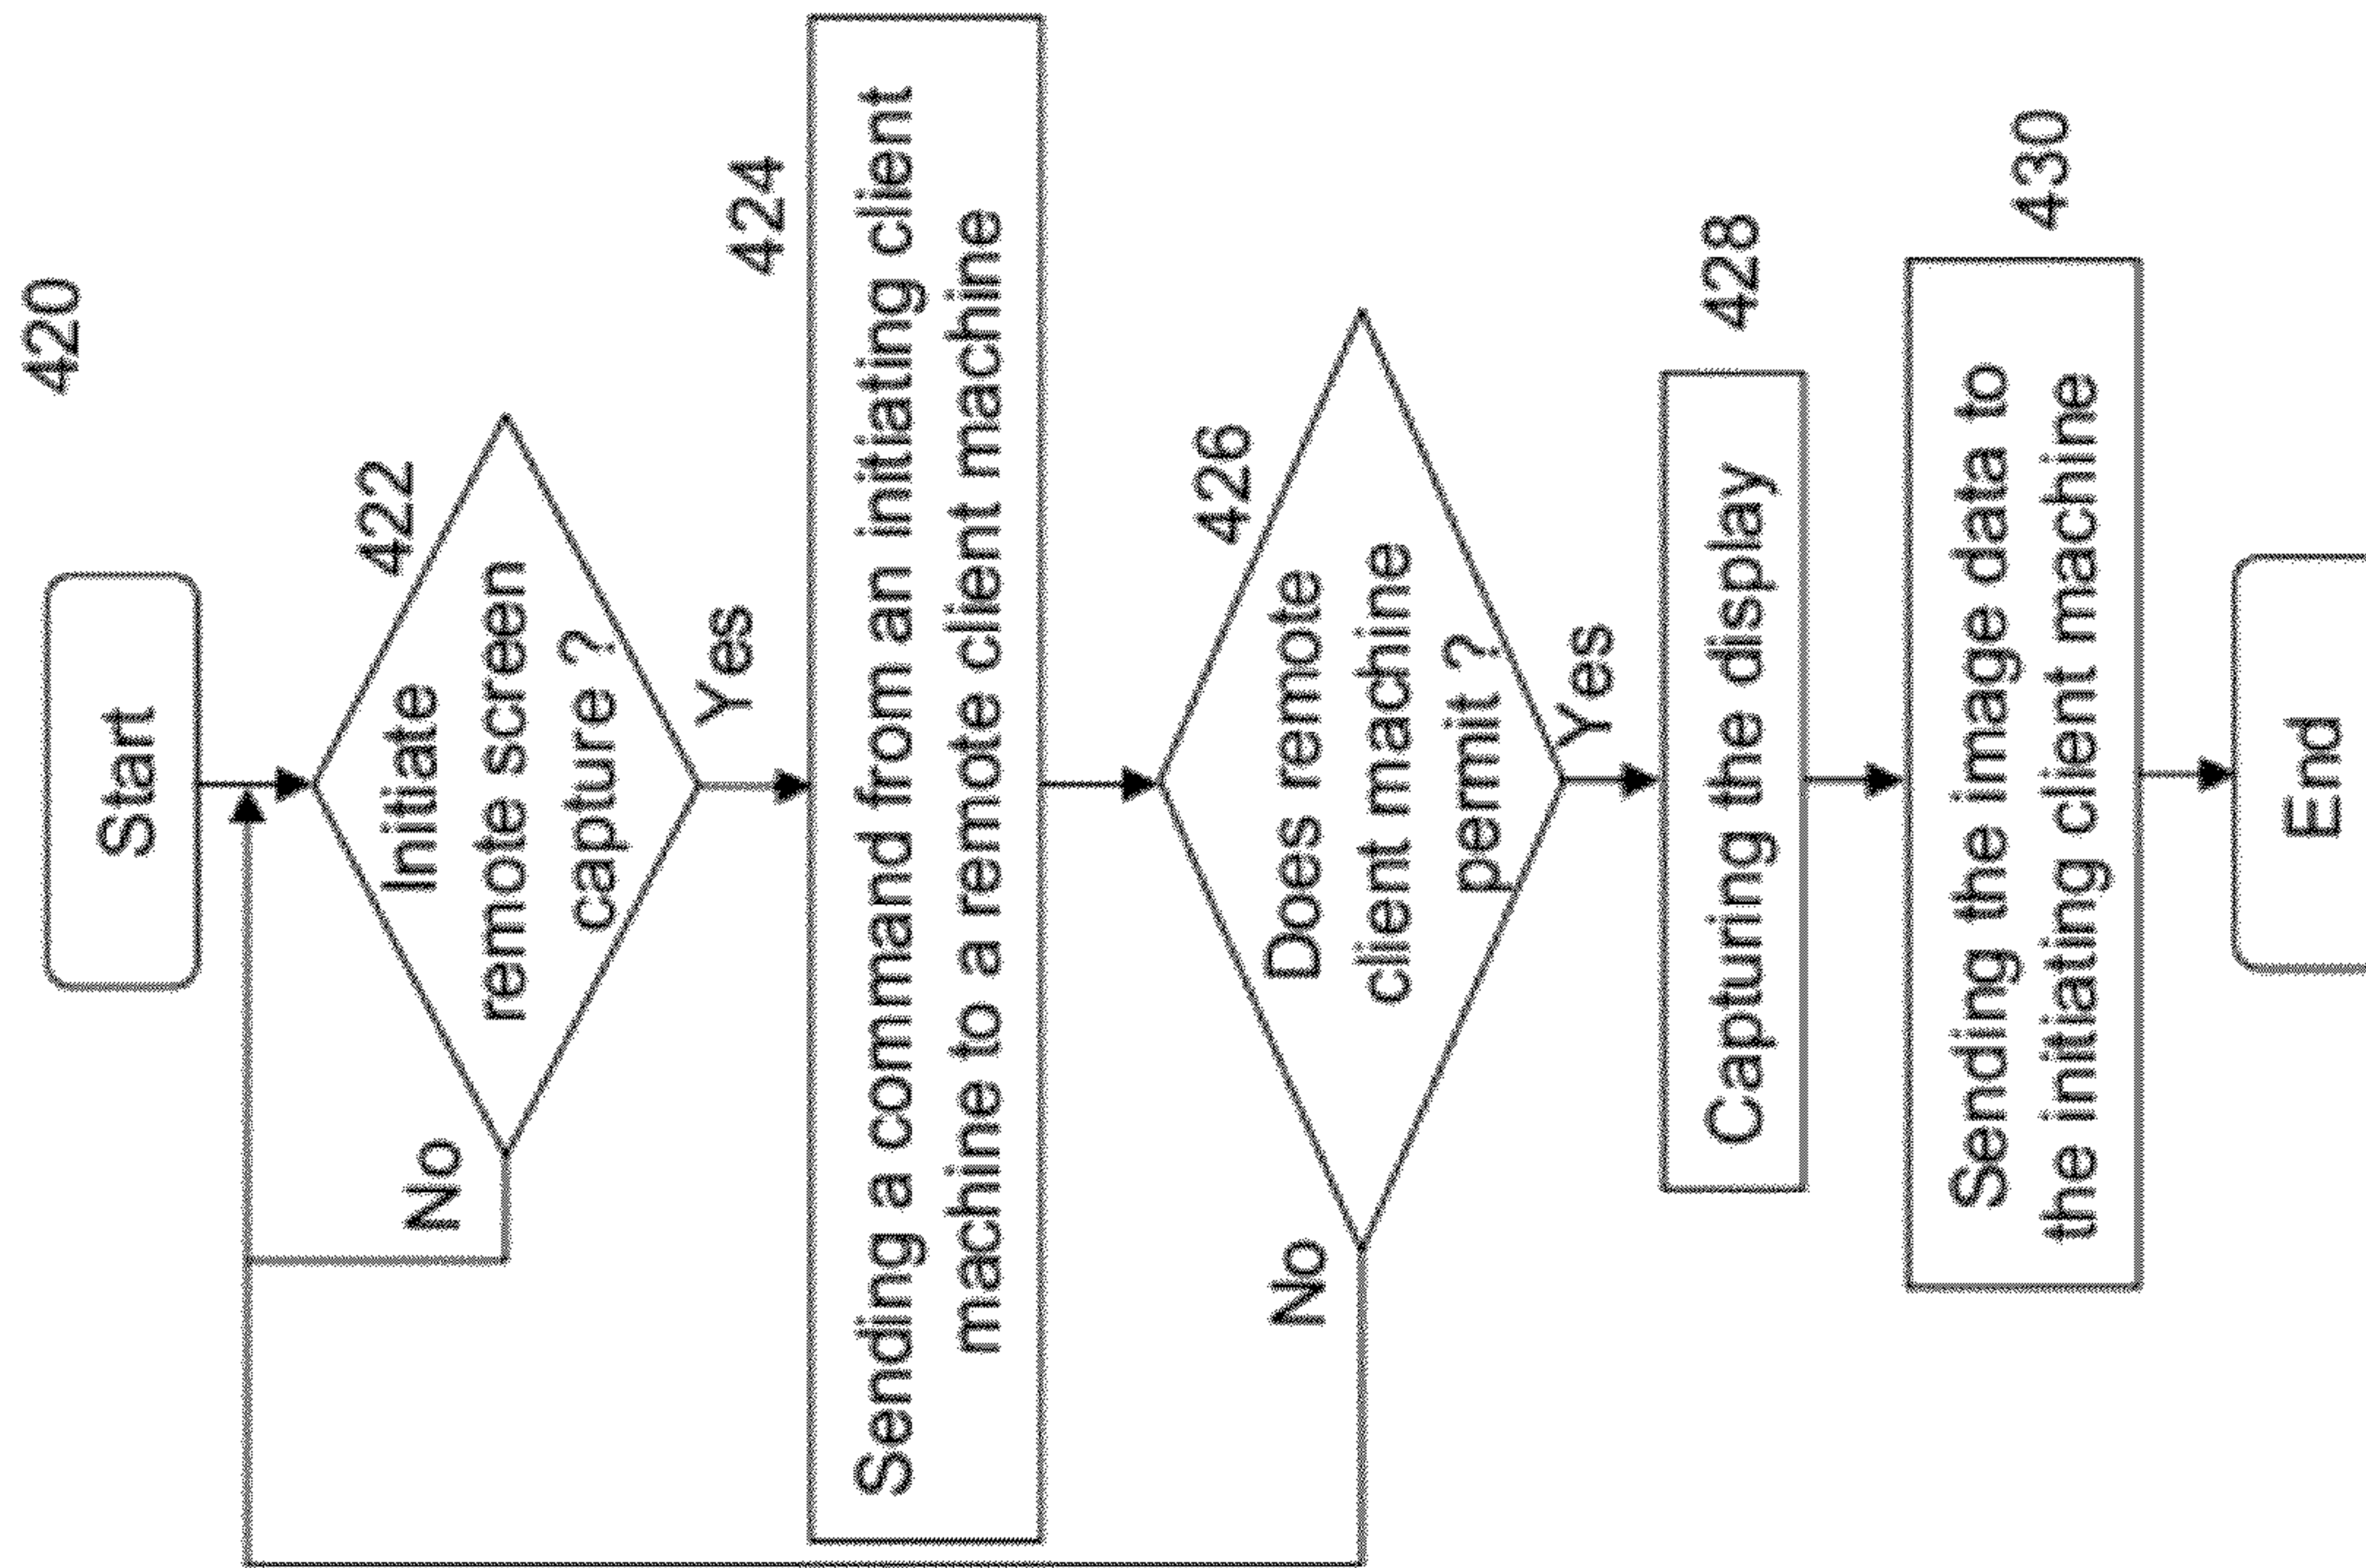 420
Start
422
Initiate
remote screen
capture ?
No
Yes
424
Sending a command from an initiating client
machine to a remote client machine
426
Does remote
client machine
permit ?
No
Yes
428
Capturing the display
430
Sending the image data to
the initiating client machine
End